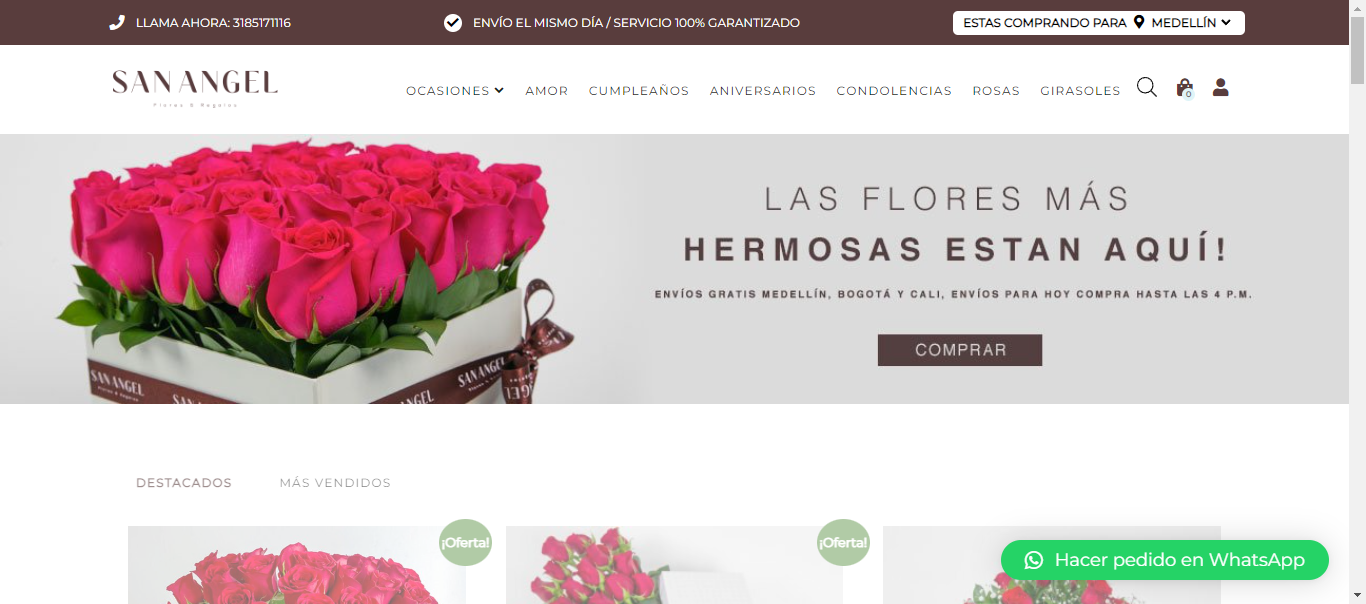 LLAMA AHORA: 3185171116
ENVÍO EL MISMO DÍA / SERVICIO 100% GARANTIZADO
ESTAS COMPRANDO PARA MEDELLÍN
SAN ANGEL
Flores & Regalos
OCASIONES AMOR CUMPLEAÑOS ANIVERSARIOS CONDOLENCIAS ROSAS GIRASOLES
0
LAS FLORES MÁS
HERMOSAS ESTAN AQUÍ!
ENVÍOS GRATIS MEDELLÍN, BOGOTÁ Y CALI, ENVÍOS PARA HOY COMPRA HASTA LAS 4 P.M.
COMPRAR
SAN ANGEL
Flores & Regalos
SAN
SAN ANGEL
ANGEL
DESTACADOS MÁS VENDIDOS
¡Oferta!
¡Oferta!
Hacer pedido en WhatsApp